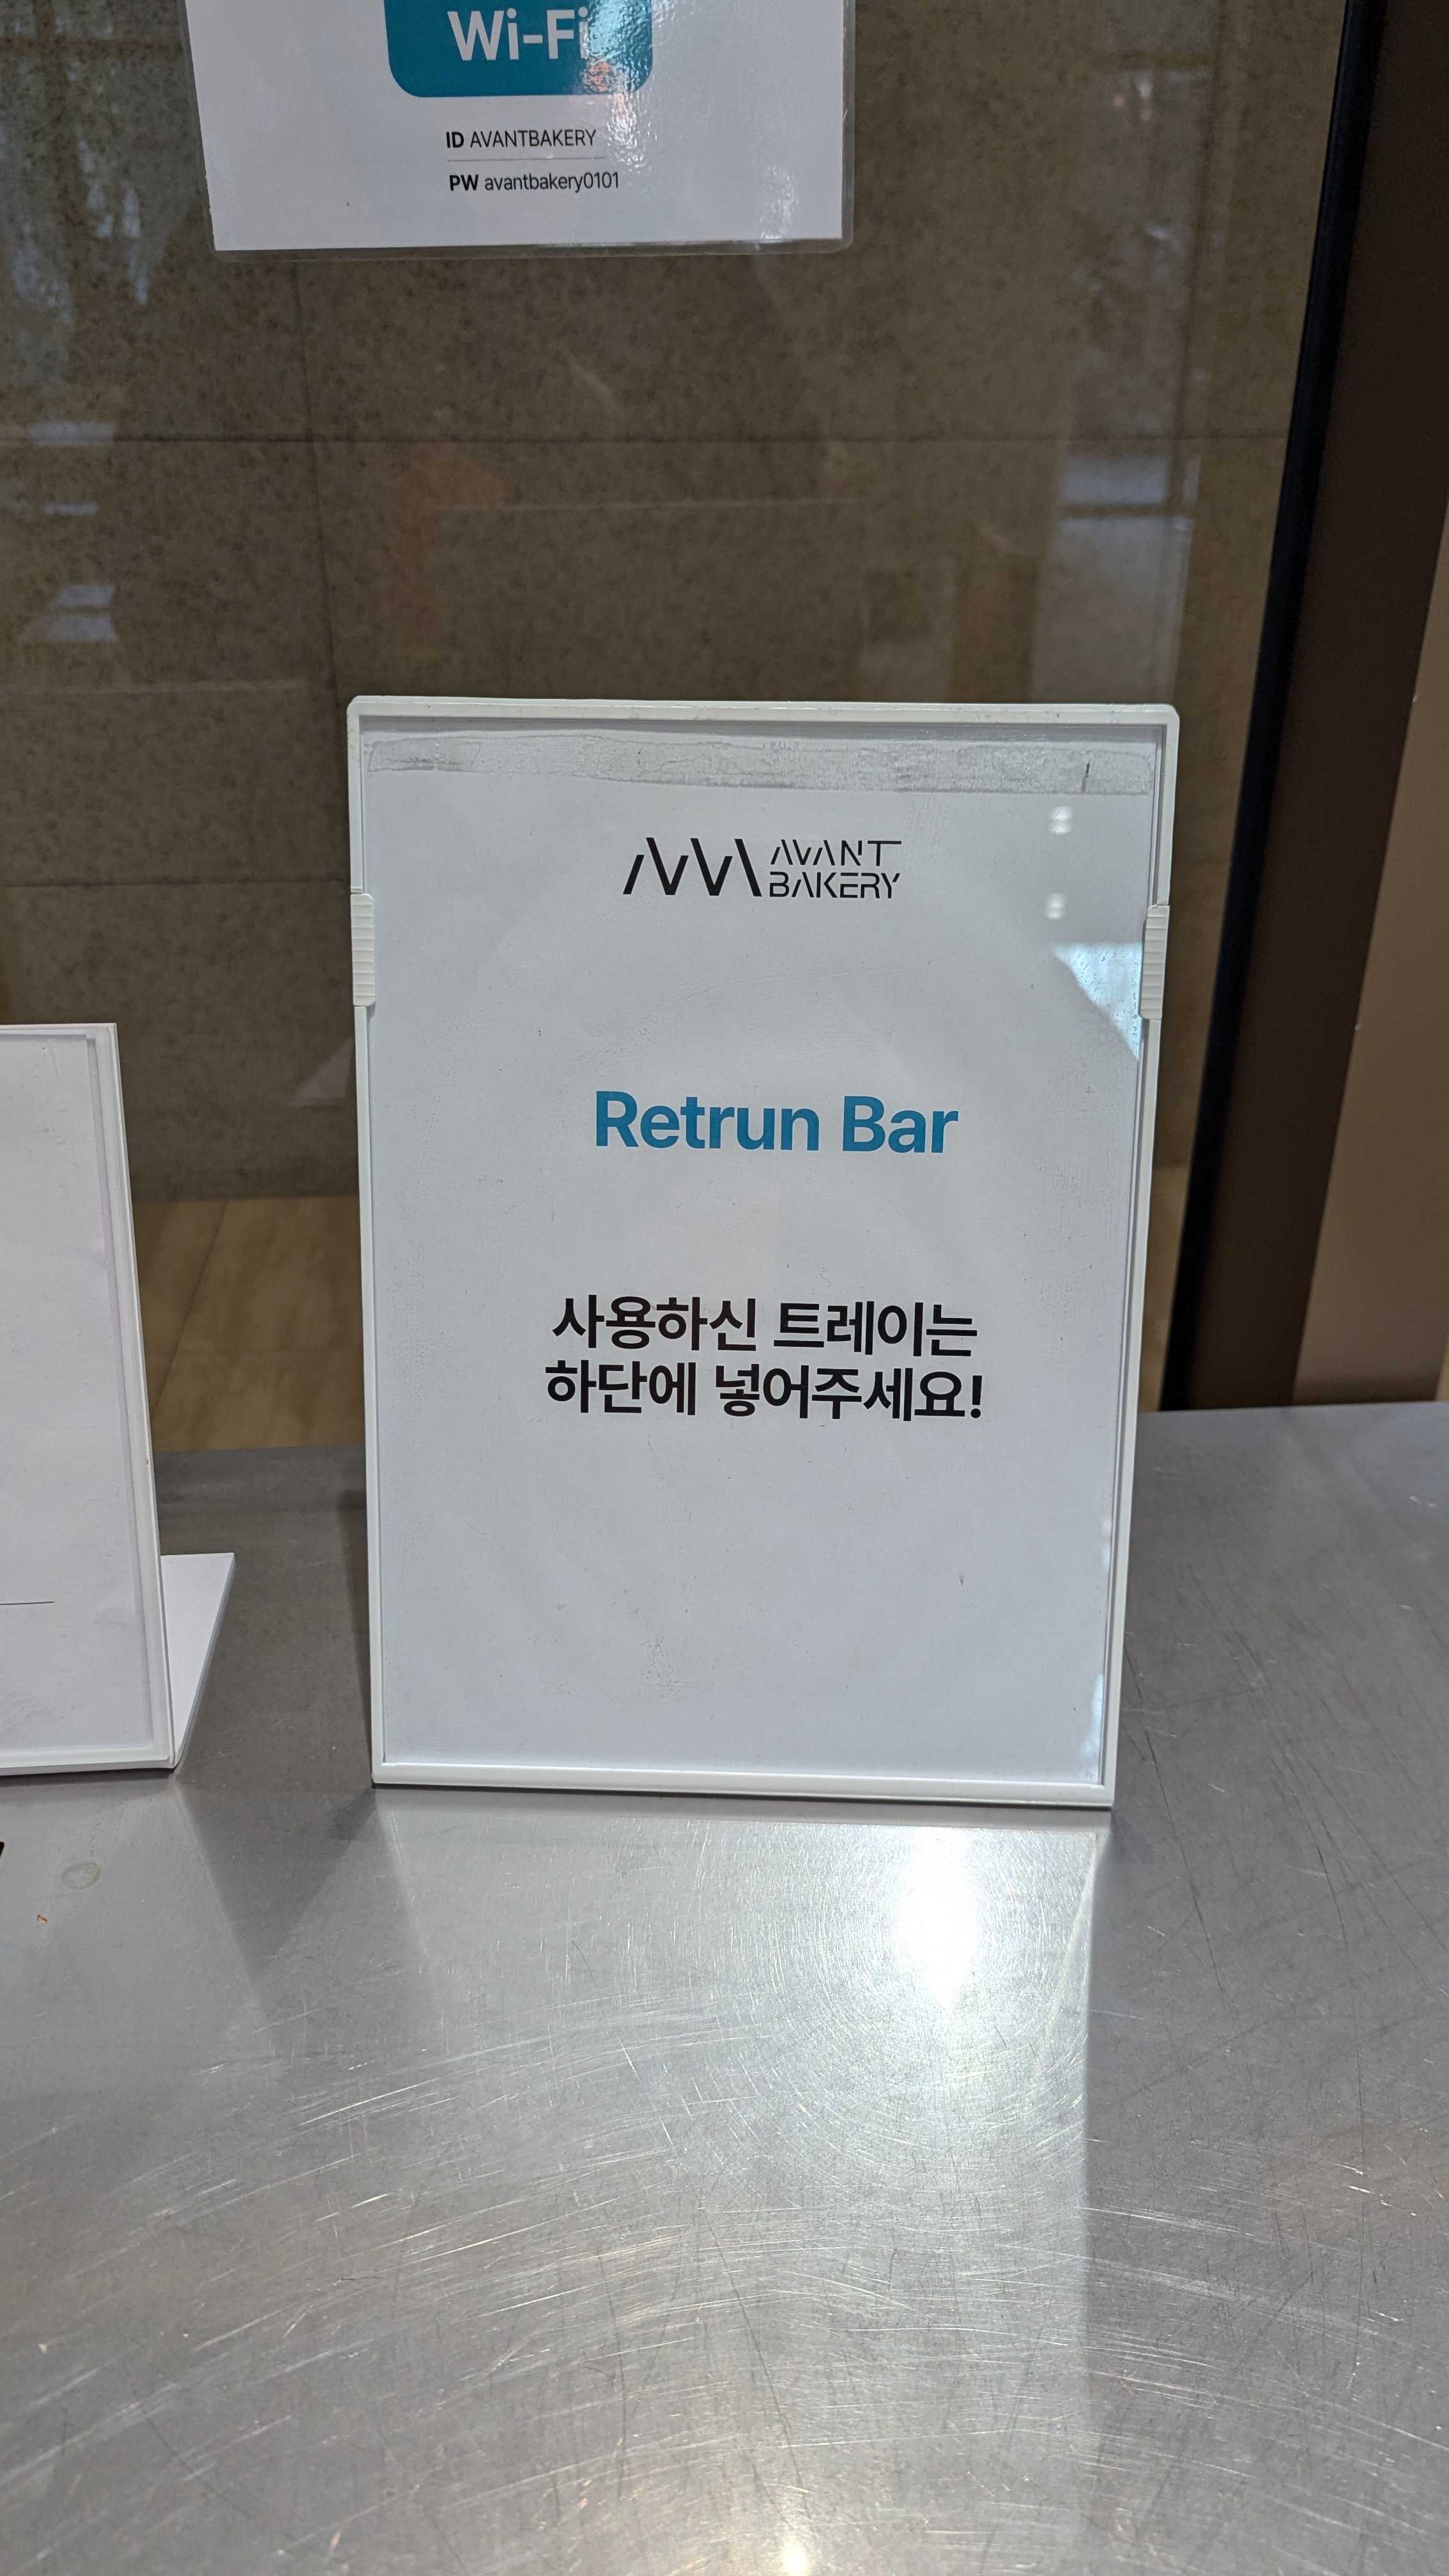 Wi-Fi
ID AVANTBAKERY
PW avantbakery0101
AVANT
BAKERY
Retrun Bar
사용하신 트레이는
하단에 넣어주세요!